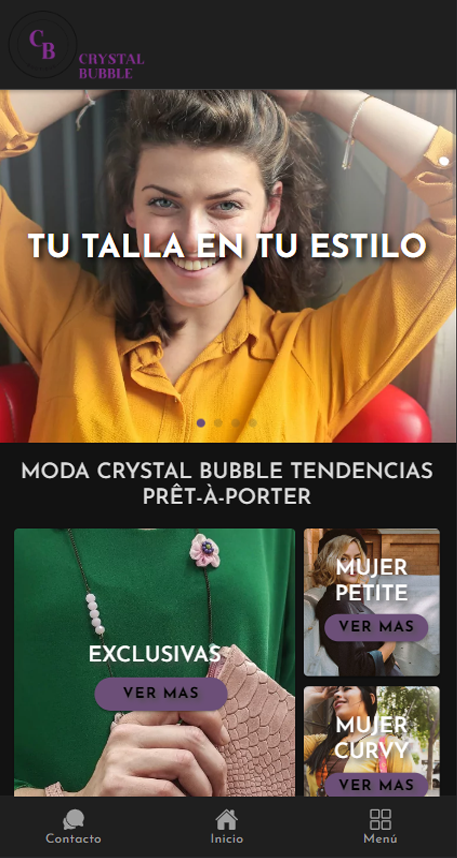 CB
CRYSTAL
BUBBLE
TU TALLA EN TU ESTILO
MODA CRYSTAL BUBBLE TENDENCIAS
PRÊT-À-PORTER
EXCLUSIVAS
VER MAS
MUJER
PETITE
VER MAS
MUJER
CURVY
VER MAS
Contacto
Inicio
Menú